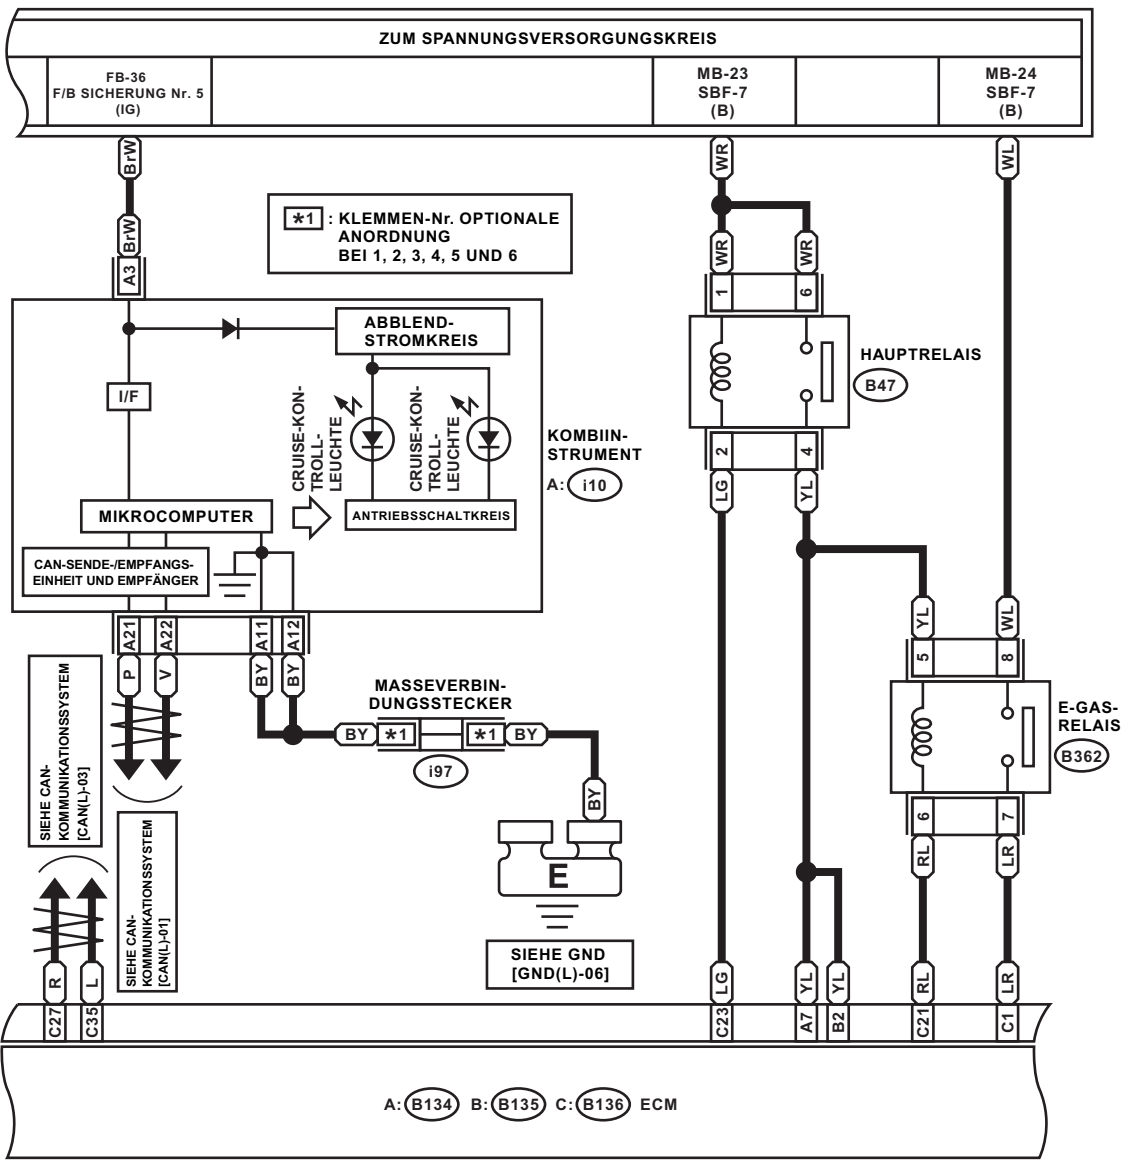 ZUM SPANNUNGSVERSORGUNGSKREIS
FB-36
F/B SICHERUNG Nr. 5
(IG)
MB-23
SBF-7
(B)
MB-24
SBF-7
(B)
BrW
WR
WL
BrW
A3
*1 : KLEMMEN-Nr. OPTIONALE
ANORDNUNG
BEI 1, 2, 3, 4, 5 UND 6
WR
WR
1
6
HAUPTRELAIS
B47
2
4
LG
YL
ABBLEND-
STROMKREIS
I/F
CRUISE-KON-
TROLL-
LEUCHTE
CRUISE-KON-
TROLL-
LEUCHTE
KOMBIIN-
STRUMENT
A: i10
MIKROCOMPUTER
ANTRIEBSSCHALTKREIS
CAN-SENDE-/EMPFANGS-
EINHEIT UND EMPFÄNGER
A21
A22
A11
A12
P
V
BY
BY
YL
WL
5
8
E-GAS-
RELAIS
B362
6
7
RL
LR
MASSEVERBIN-
DUNGSSTECKER
BY
*1
*1
BY
i97
BY
E
SIEHE GND
[GND(L)-06]
SIEHE CAN-
KOMMUNIKATIONSSYSTEM
[CAN(L)-03]
SIEHE CAN-
KOMMUNIKATIONSSYSTEM
[CAN(L)-01]
R
L
LG
YL
YL
RL
LR
C27
C35
C23
A7
B2
C21
C1
A: B134 B: B135 C: B136 ECM